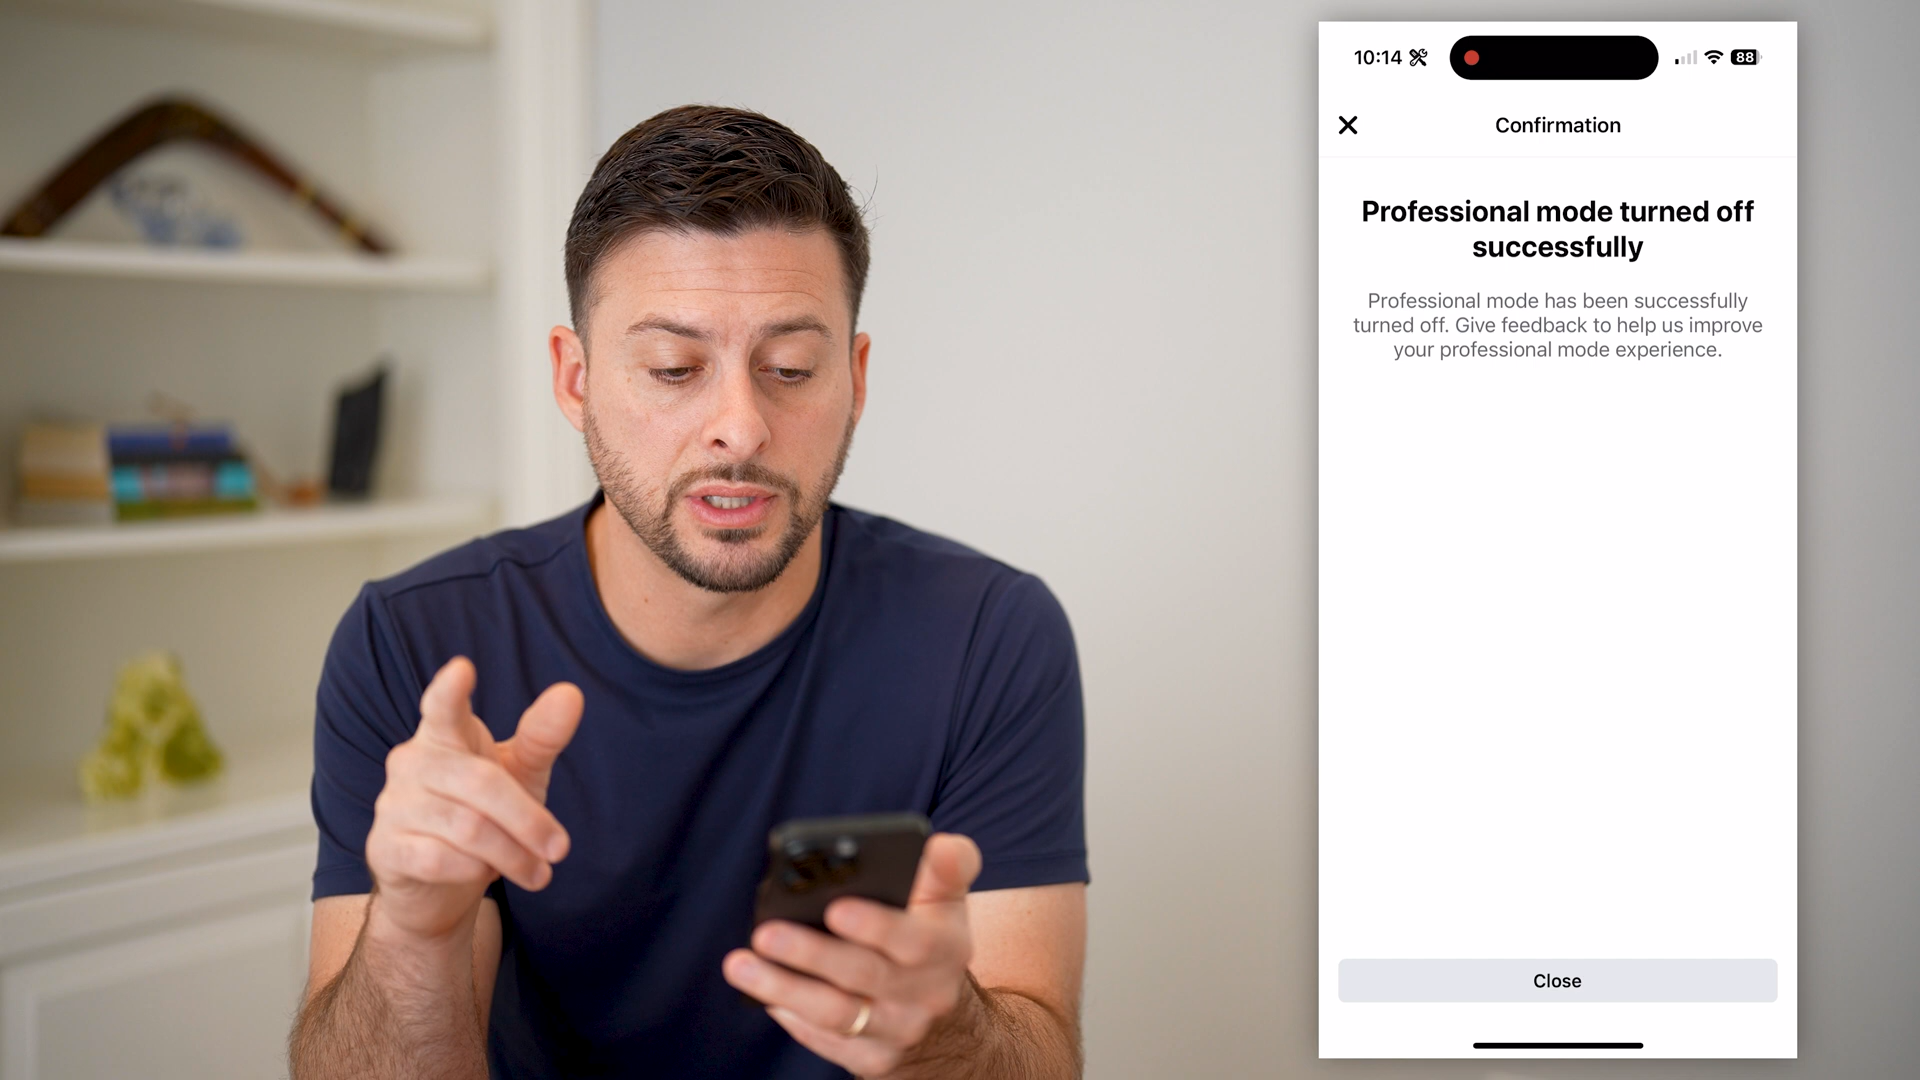 10:14
88
Confirmation
Professional mode turned off
successfully
Professional mode has been successfully
turned off. Give feedback to help us improve
your professional mode experience.
Close